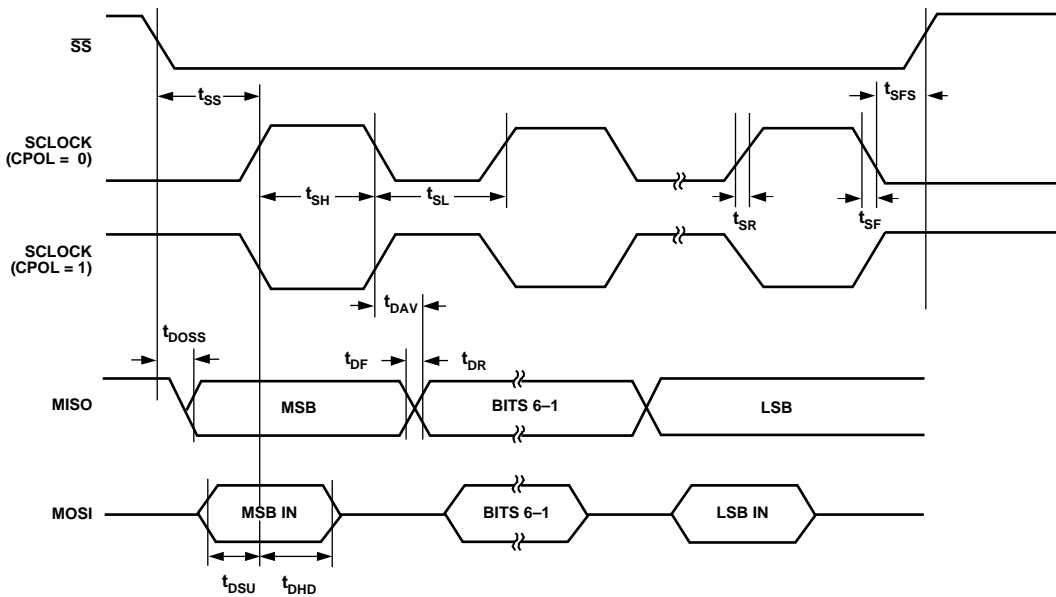 SS
tSS
tSFS
SCLOCK
(CPOL = 0)
tSH
tSL
tSR
tSF
SCLOCK
(CPOL = 1)
tDAV
tDOSS
tDF
tDR
MISO
MSB
BITS 6–1
LSB
MOSI
MSB IN
BITS 6–1
LSB IN
tDSU
tDHD